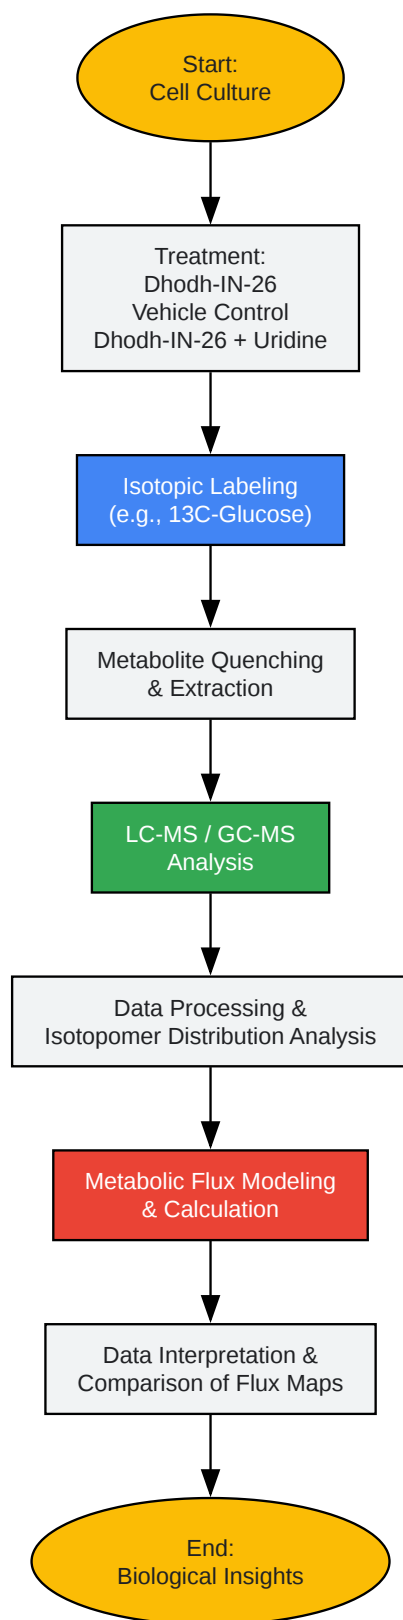 Start:
Cell Culture
Treatment:
Dhodh-IN-26
Vehicle Control
Dhodh-IN-26 + Uridine
Isotopic Labeling
(e.g., 13C-Glucose)
Metabolite Quenching
& Extraction
LC-MS / GC-MS
Analysis
Data Processing &
Isotopomer Distribution Analysis
Metabolic Flux Modeling
& Calculation
Data Interpretation &
Comparison of Flux Maps
End:
Biological Insights